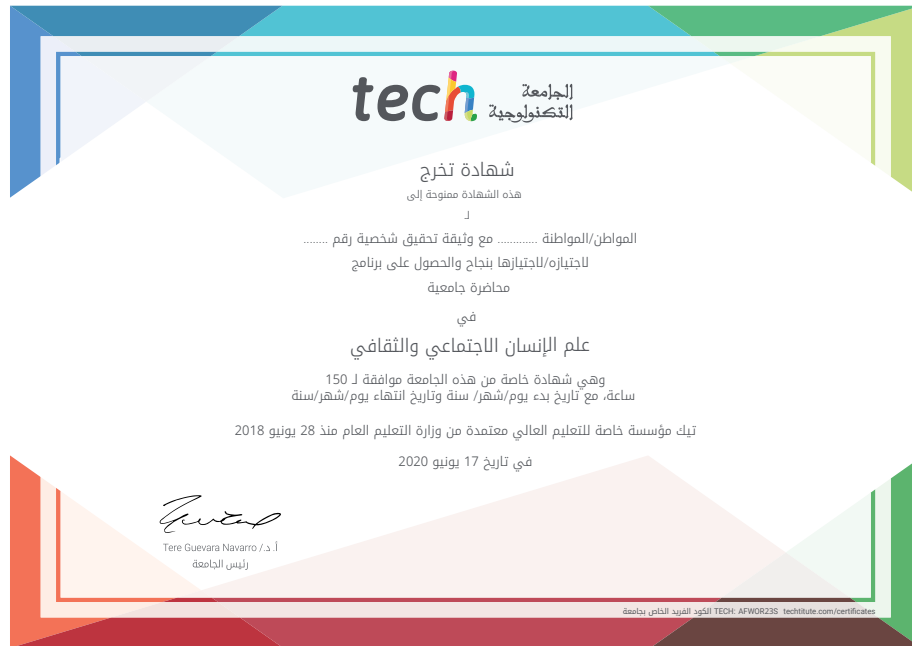 tech الجامعة
التكنولوجية
شهادة تخرج
هذه الشهادة ممنوحة إلى
لـ
المواطن/المواطنة ............ مع وثيقة تحقيق شخصية رقم ........
لاجتيازه/لاجتيازها بنجاح والحصول على برنامج
محاضرة جامعية
في
علم الإنسان الاجتماعي والثقافي
وهي شهادة خاصة من هذه الجامعة موافقة لـ 150
ساعة، مع تاريخ بدء يوم/شهر/ سنة وتاريخ انتهاء يوم/شهر/سنة
تيك مؤسسة خاصة للتعليم العالي معتمدة من وزارة التعليم العام منذ 28 يونيو 2018
في تاريخ 17 يونيو 2020
أ.د./ Tere Guevara Navarro
رئيس الجامعة
الكود الفريد الخاص بجامعة TECH: AFWOR23S techtitute.com/certificates